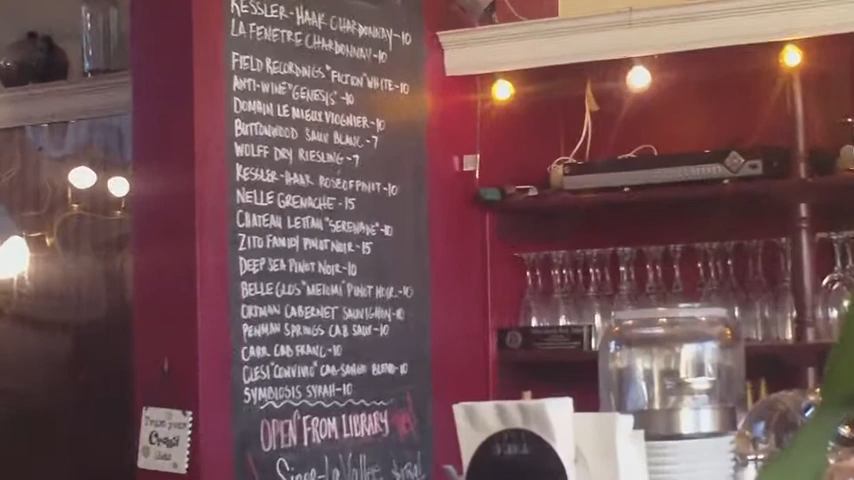 KESSLER-HAAK CHARDONNAY-10
LA FENETRE CHARDONNAY-10
FIELD RECORDINGS "FICTION" WHITE-10
ANTI-WINE "GENESIS"-10
DOMAIN LE MIEUX VIOGNIER-10
BUTTONWOOD SAUV BLANC-7
WOLFF DRY RIESLING-7
KESSLER-HAAK ROSE OF PINOT-10
NELLE GRENACHE-15
CHATEAU LETTAU "SERENADE"-10
ZITO FAMILY PINOT NOIR-15
DEEP SEA PINOT NOIR-10
BELLE GLOS "MEIOMI" PINOT NOIR-10
ORTMAN CABERNET SAUVIGNON-10
PENMAN SPRINGS CAB SAUV-10
CARR CAB FRANC-10
CLESI "CONVIVIO" CAB-SANGIO BLEND-10
SYMBIOSIS SYRAH-10
OPEN FROM LIBRARY